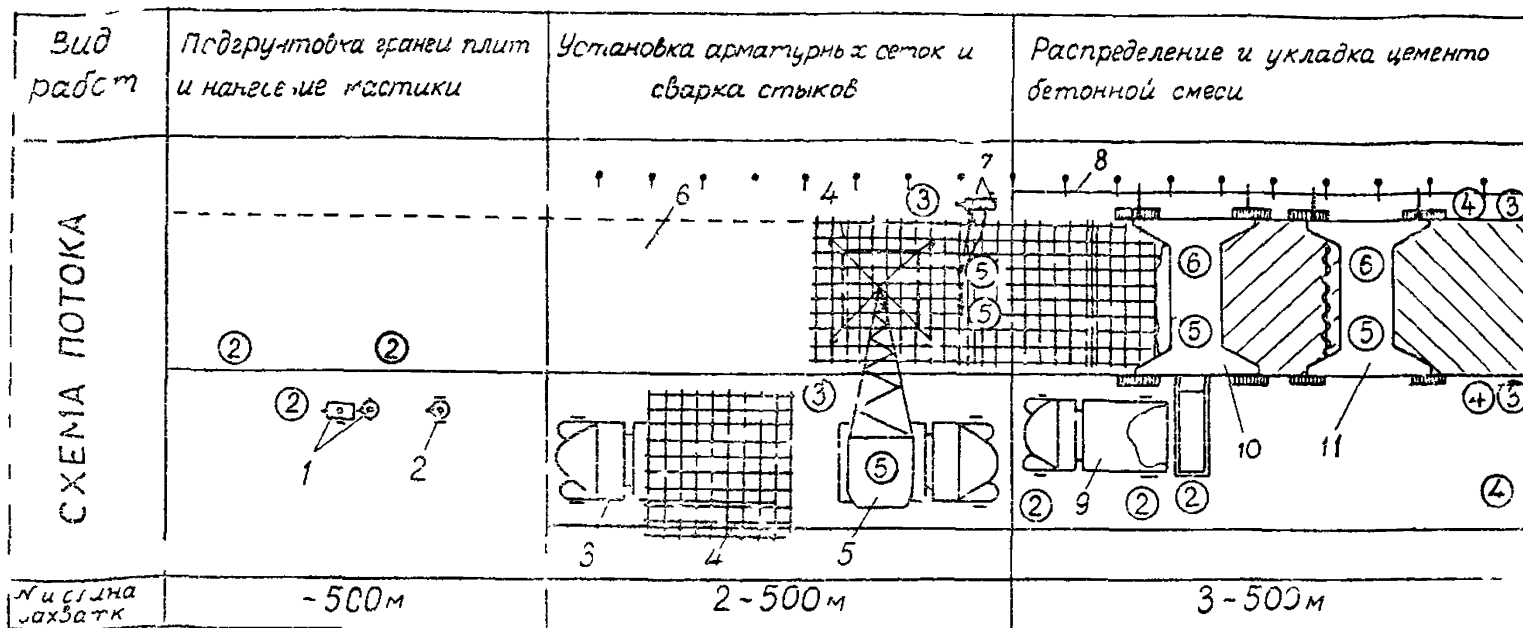 Вид работ
Подгрунтовка граней плит
и нанесение мастики
Установка арматурных сеток и
сварка стыков
Распределение и укладка цементо
бетонной смеси
СХЕМА ПОТОКА
7
8
6
4
3
4
3
5
6
6
5
5
5
2
2
2
3
4
3
1
2
5
10
11
9
2
2
2
4
3
4
5
-500м
2-500м
3-500м